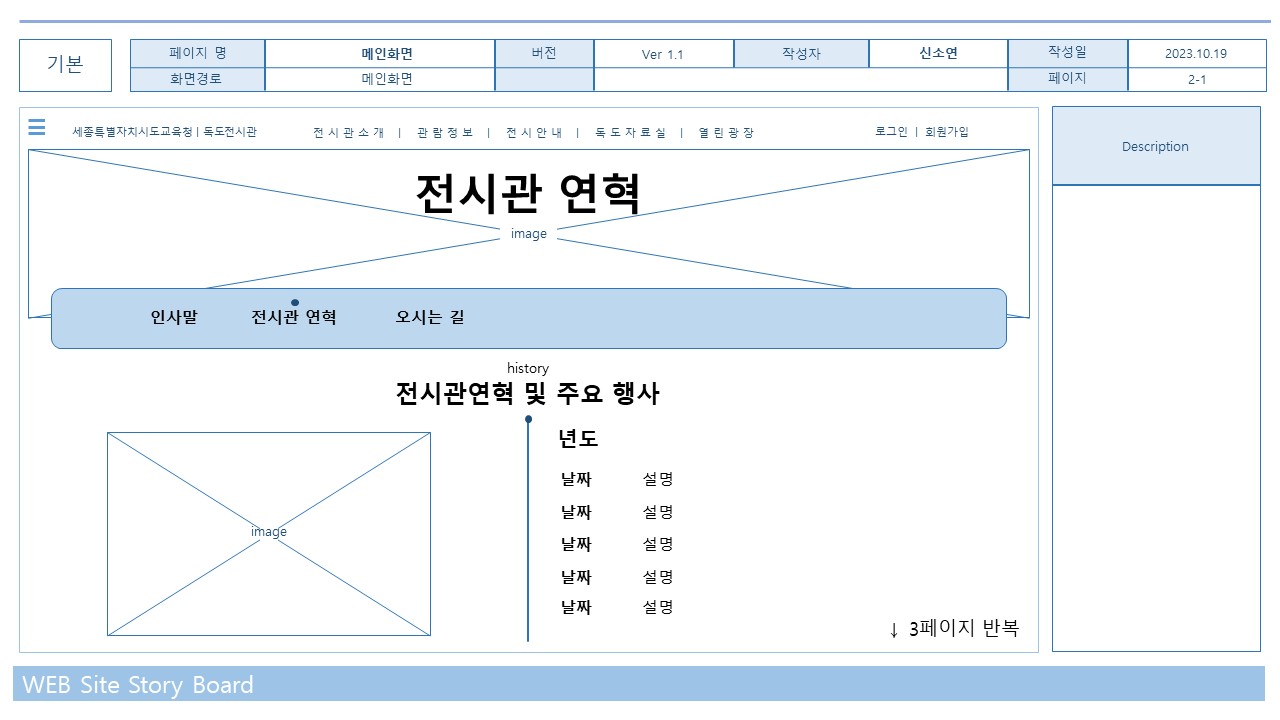 기본
페이지 명 메인화면 버전 Ver 1.1 작성자 신소연 작성일 2023.10.19
화면경로 메인화면 페이지 2-1
세종특별자치시도교육청 | 독도전시관 전시관소개 | 관람정보 | 전시안내 | 독도자료실 | 열린광장 로그인 | 회원가입
Description
전시관 연혁
image
인사말 전시관 연혁 오시는 길
history
전시관연혁 및 주요 행사
년도
날짜 설명
날짜 설명
image
날짜 설명
날짜 설명
날짜 설명
↓ 3페이지 반복
WEB Site Story Board